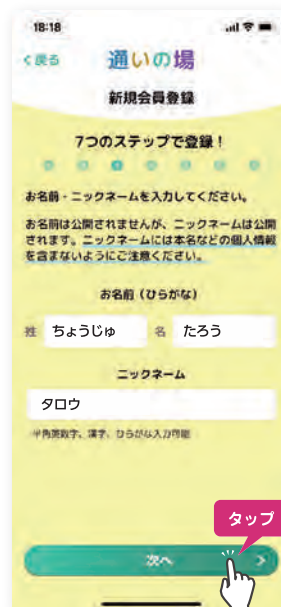 18:18
<戻る 通いの場
新規会員登録
7つのステップで登録！
お名前・ニックネームを入力してください。
お名前は公開されませんが、ニックネームは公開
されます。ニックネームには本名などの個人情報
を含まないようにご注意ください。
お名前（ひらがな）
姓 ちょうじゅ 名 たろう
ニックネーム
タロウ
半角英数字、漢字、ひらがな入力可能
タップ
次へ >